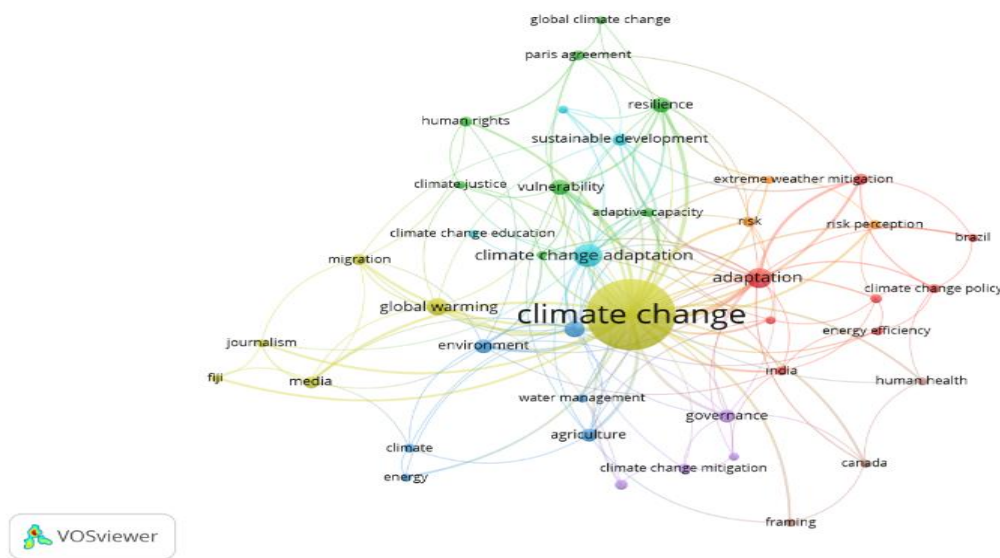 global climate change
paris agreement
resilience
human rights
sustainable development
extreme weather mitigation
climate justice
vulnerability
adaptive capacity
risk
risk perception
climate change education
brazil
migration
climate change adaptation
adaptation
climate change policy
global warming
climate change
energy efficiency
journalism
environment
india
fiji
media
human health
water management
governance
agriculture
climate
climate change mitigation
canada
energy
framing
VOSviewer